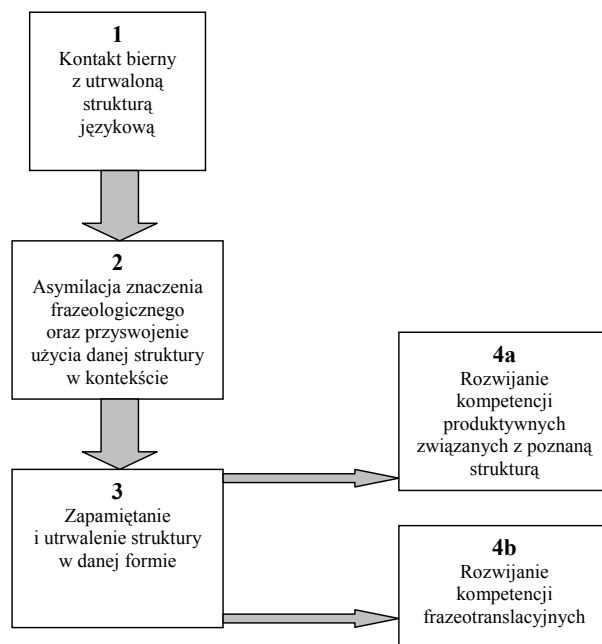 1
Kontakt bierny
z utrwaloną
strukturą
językową
2
Asymilacja znaczenia
frazeologicznego
oraz przyswojenie
użycia danej struktury
w kontekście
3
Zapamiętanie
i utrwalenie struktury
w danej formie
4a
Rozwijanie
kompetencji
produktywnych
związanych z poznaną
strukturą
4b
Rozwijanie
kompetencji
frazeotranslacyjnych